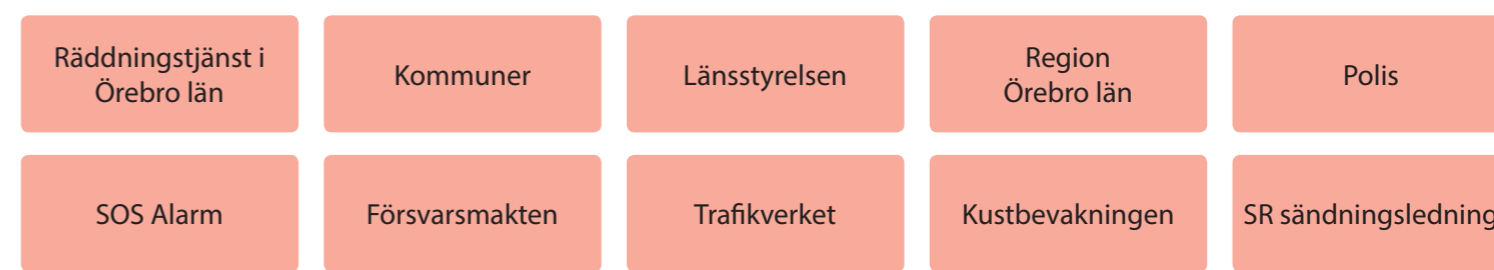 Räddningstjänst i
Örebro län
Kommuner
Länsstyrelsen
Region
Örebro län
Polis
SOS Alarm
Försvarsmakten
Trafikverket
Kustbevakningen
SR sändningsledning